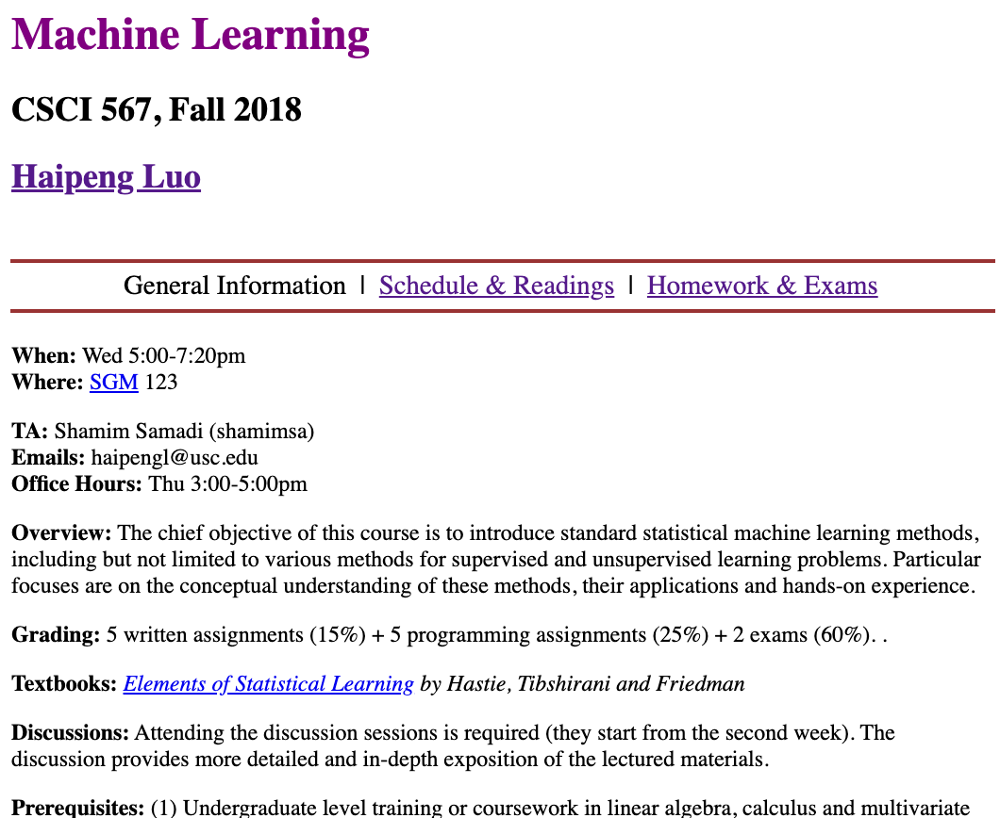 Machine Learning
CSCI 567, Fall 2018
Haipeng Luo
General Information | Schedule & Readings | Homework & Exams
When: Wed 5:00-7:20pm
Where: SGM 123
TA: Shamim Samadi (shamimsa)
Emails: haipengl@usc.edu
Office Hours: Thu 3:00-5:00pm
Overview: The chief objective of this course is to introduce standard statistical machine learning methods,
including but not limited to various methods for supervised and unsupervised learning problems. Particular
focuses are on the conceptual understanding of these methods, their applications and hands-on experience.
Grading: 5 written assignments (15%) + 5 programming assignments (25%) + 2 exams (60%). .
Textbooks: Elements of Statistical Learning by Hastie, Tibshirani and Friedman
Discussions: Attending the discussion sessions is required (they start from the second week). The
discussion provides more detailed and in-depth exposition of the lectured materials.
Prerequisites: (1) Undergraduate level training or coursework in linear algebra, calculus and multivariate